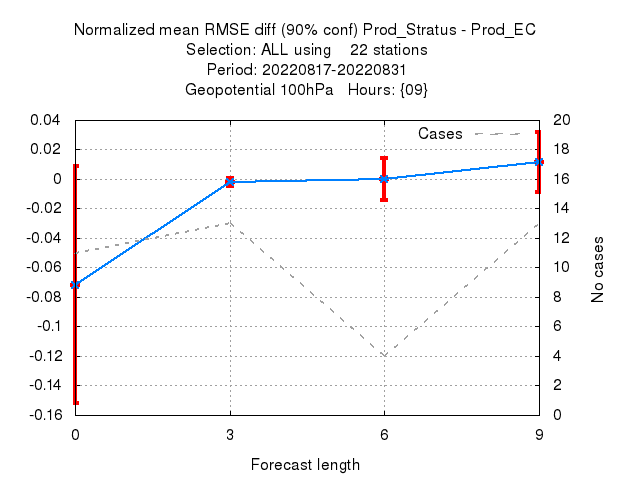 Normalized mean RMSE diff (90% conf) Prod_Stratus - Prod_EC
Selection: ALL using    22 stations
Period: 20220817-20220831
Geopotential 100hPa   Hours: {09}
Cases
0.04
0.02
0
-0.02
-0.04
-0.06
-0.08
-0.1
-0.12
-0.14
-0.16
20
18
16
14
12
10
8
6
4
2
0
No cases
0 3 6 9
Forecast length